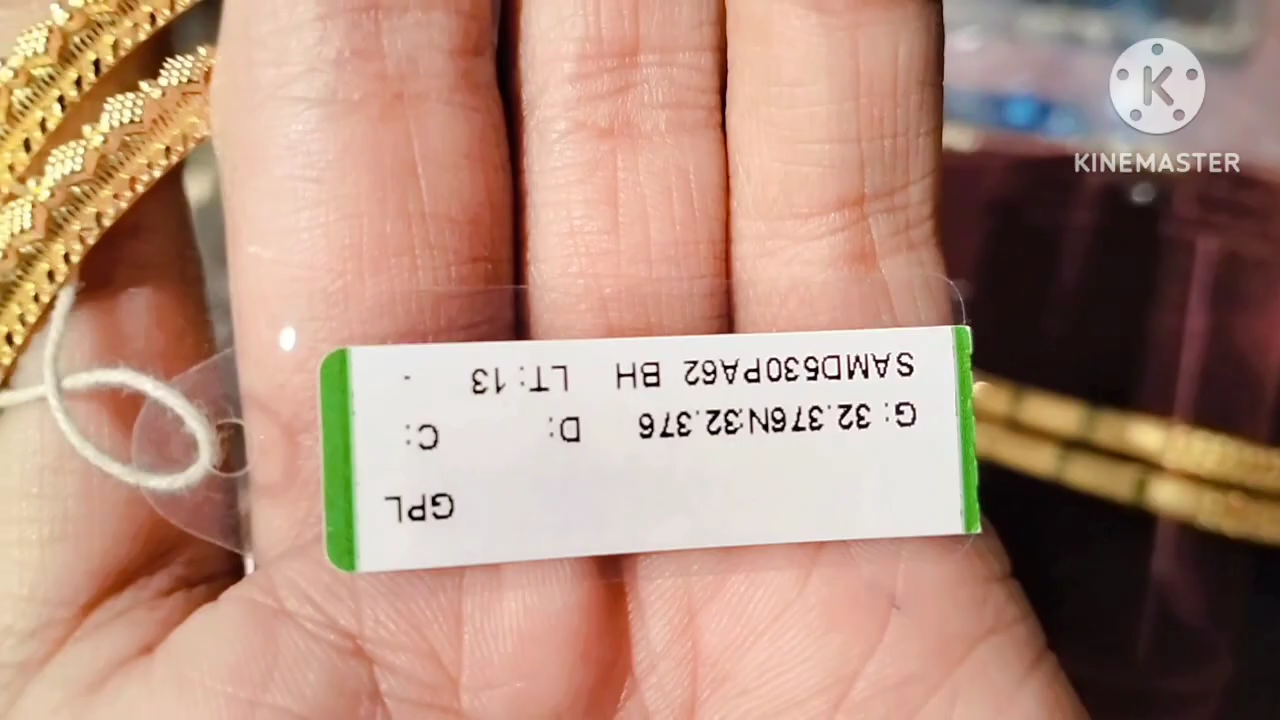 SAMD530PA62 BH LT:13 -
G: 32.376N:32.376 D: C:
GPL
K
KINEMASTER